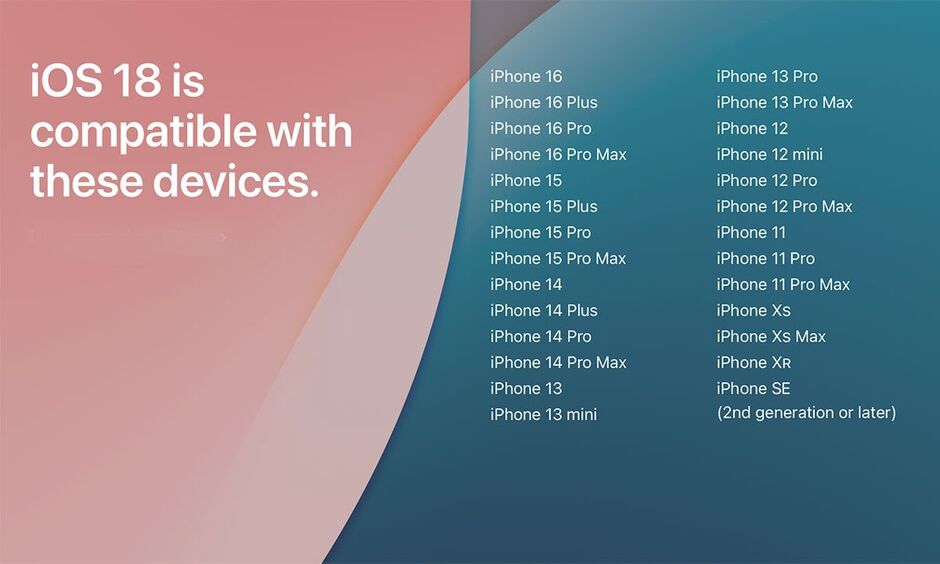 iOS 18 is
compatible with
these devices.
iPhone 16
iPhone 16 Plus
iPhone 16 Pro
iPhone 16 Pro Max
iPhone 15
iPhone 15 Plus
iPhone 15 Pro
iPhone 15 Pro Max
iPhone 14
iPhone 14 Plus
iPhone 14 Pro
iPhone 14 Pro Max
iPhone 13
iPhone 13 mini
iPhone 13 Pro
iPhone 13 Pro Max
iPhone 12
iPhone 12 mini
iPhone 12 Pro
iPhone 12 Pro Max
iPhone 11
iPhone 11 Pro
iPhone 11 Pro Max
iPhone Xs
iPhone Xs Max
iPhone XR
iPhone SE
(2nd generation or later)